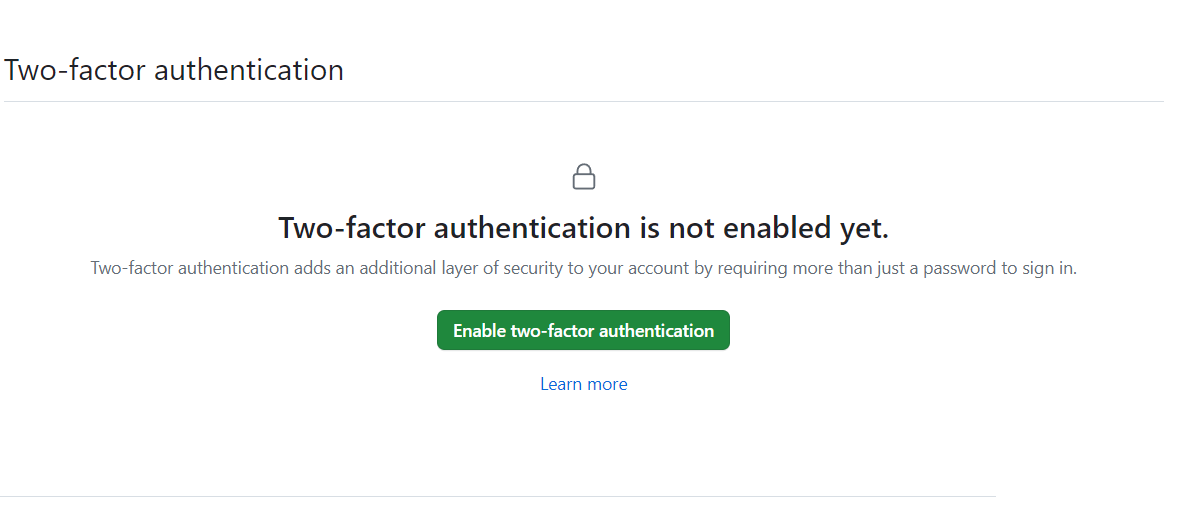 Two-factor authentication
Two-factor authentication is not enabled yet.
Two-factor authentication adds an additional layer of security to your account by requiring more than just a password to sign in.
Enable two-factor authentication
Learn more